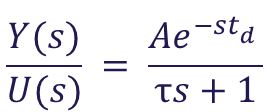 Y(s)/U(s) = Ae^{-st_d}/(τs + 1)